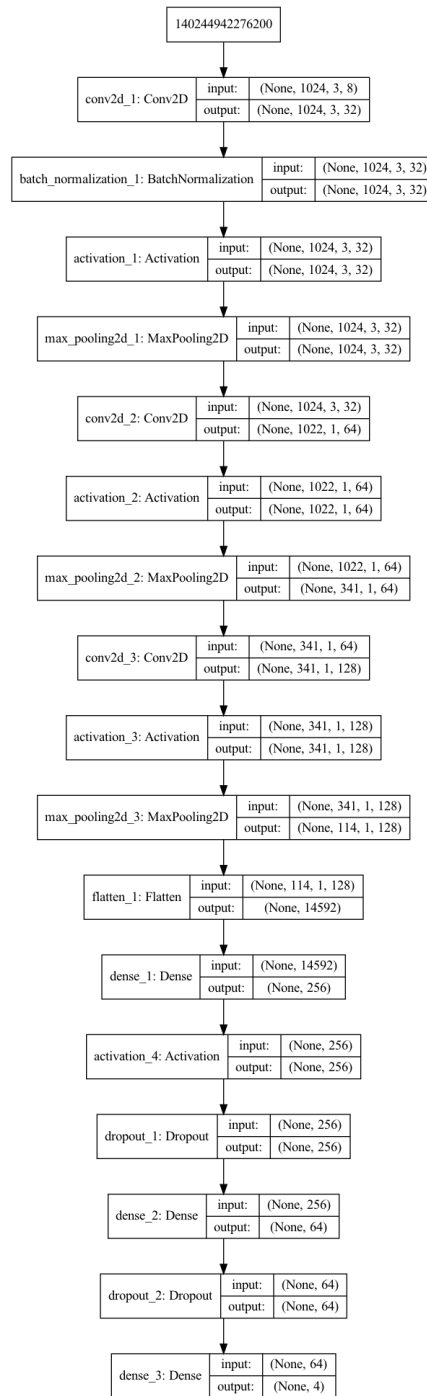 140244942276200
conv2d_1: Conv2D
input: (None, 1024, 3, 8)
output: (None, 1024, 3, 32)
batch_normalization_1: BatchNormalization
input: (None, 1024, 3, 32)
output: (None, 1024, 3, 32)
activation_1: Activation
input: (None, 1024, 3, 32)
output: (None, 1024, 3, 32)
max_pooling2d_1: MaxPooling2D
input: (None, 1024, 3, 32)
output: (None, 1024, 3, 32)
conv2d_2: Conv2D
input: (None, 1024, 3, 32)
output: (None, 1022, 1, 64)
activation_2: Activation
input: (None, 1022, 1, 64)
output: (None, 1022, 1, 64)
max_pooling2d_2: MaxPooling2D
input: (None, 1022, 1, 64)
output: (None, 341, 1, 64)
conv2d_3: Conv2D
input: (None, 341, 1, 64)
output: (None, 341, 1, 128)
activation_3: Activation
input: (None, 341, 1, 128)
output: (None, 341, 1, 128)
max_pooling2d_3: MaxPooling2D
input: (None, 341, 1, 128)
output: (None, 114, 1, 128)
flatten_1: Flatten
input: (None, 114, 1, 128)
output: (None, 14592)
dense_1: Dense
input: (None, 14592)
output: (None, 256)
activation_4: Activation
input: (None, 256)
output: (None, 256)
dropout_1: Dropout
input: (None, 256)
output: (None, 256)
dense_2: Dense
input: (None, 256)
output: (None, 64)
dropout_2: Dropout
input: (None, 64)
output: (None, 64)
dense_3: Dense
input: (None, 64)
output: (None, 4)